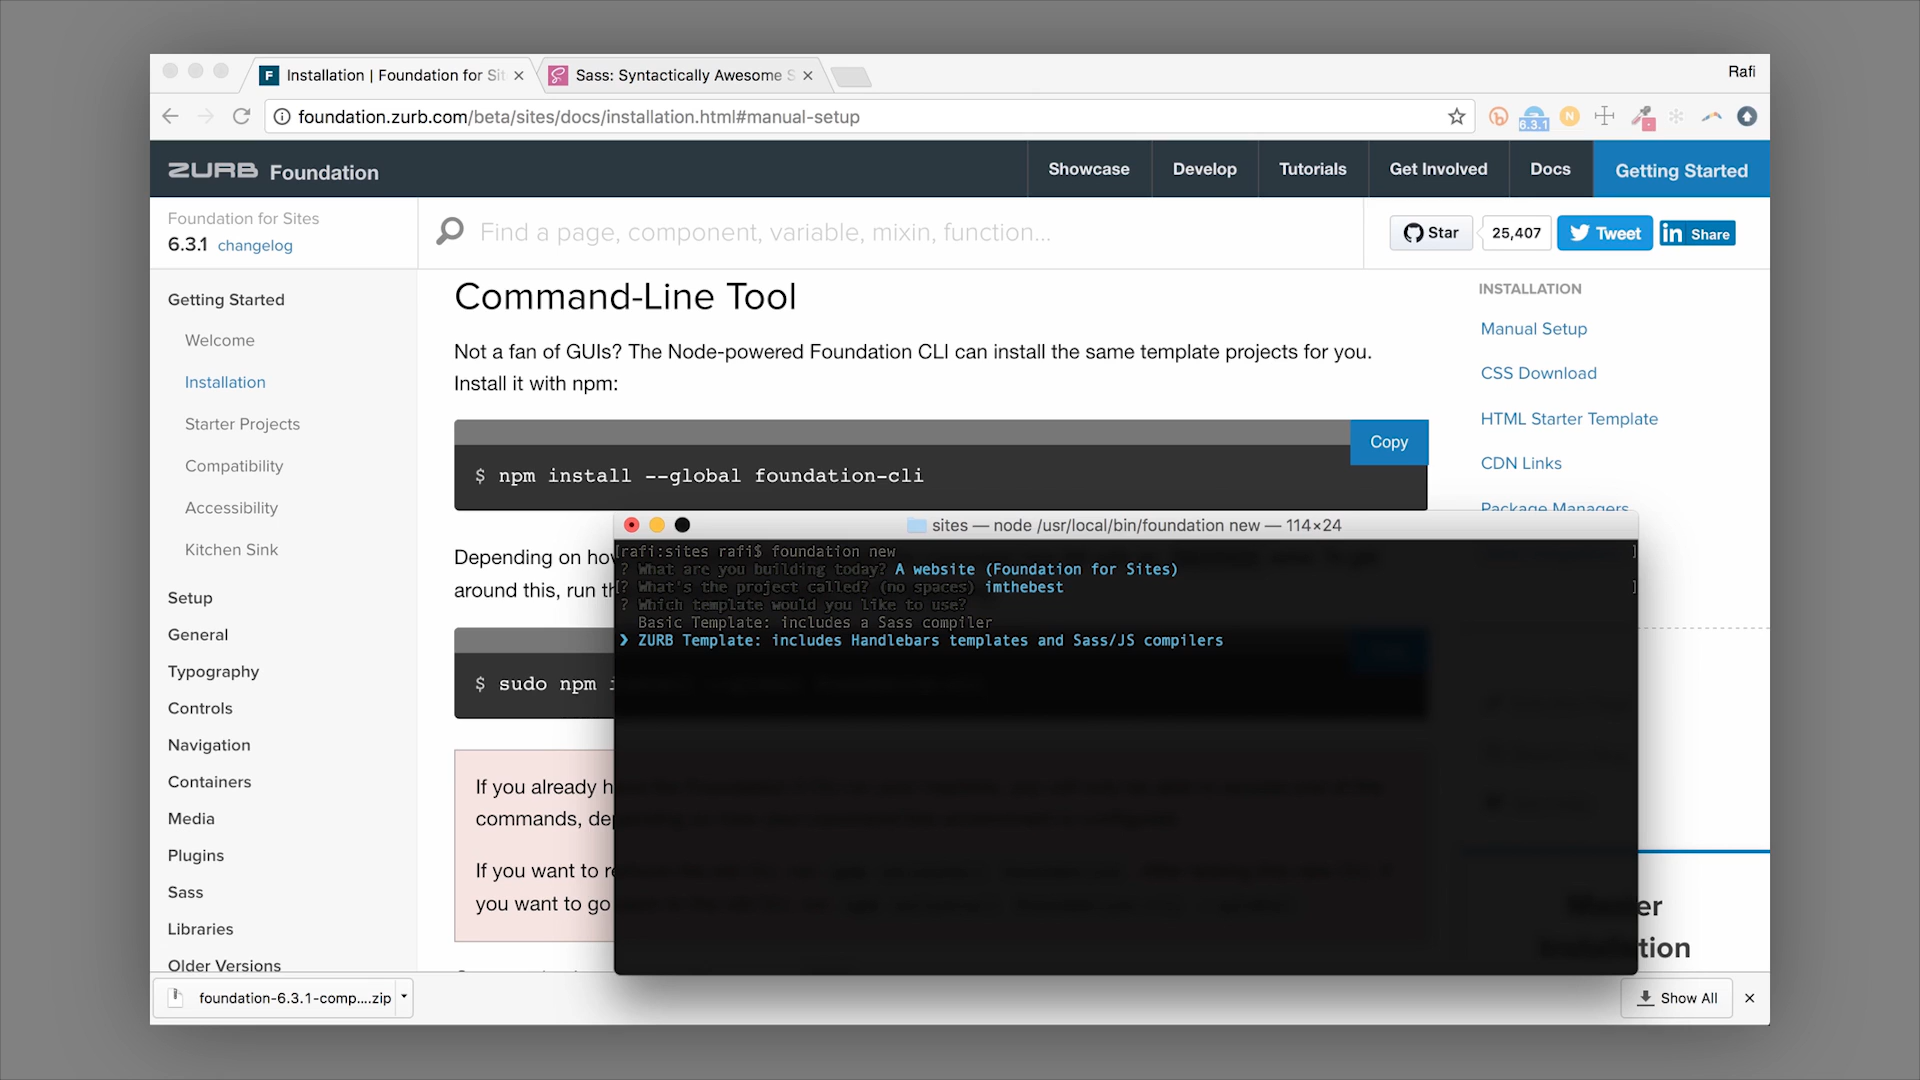 Installation | Foundation for Sit
Sass: Syntactically Awesome S
Rafi
foundation.zurb.com/beta/sites/docs/installation.html#manual-setup
6.3.1
N
ZURB Foundation
Showcase
Develop
Tutorials
Get Involved
Docs
Getting Started
Foundation for Sites
6.3.1 changelog
Find a page, component, variable, mixin, function...
Star
25,407
Tweet
in Share
Getting Started
Welcome
Installation
Starter Projects
Compatibility
Accessibility
Kitchen Sink
Setup
General
Typography
Controls
Navigation
Containers
Media
Plugins
Sass
Libraries
Older Versions
Command-Line Tool
Not a fan of GUIs? The Node-powered Foundation CLI can install the same template projects for you.
Install it with npm:
Copy
$ npm install --global foundation-cli
Depending on how
around this, run th
$ sudo npm i
If you already h
commands, dep
If you want to r
you want to go
INSTALLATION
Manual Setup
CSS Download
HTML Starter Template
CDN Links
Package Managers
er
tion
sites — node /usr/local/bin/foundation new — 114×24
[rafi:sites rafi$ foundation new ]
? What are you building today? A website (Foundation for Sites)
[? What's the project called? (no spaces) imthebest ]
? Which template would you like to use?
Basic Template: includes a Sass compiler
❯ ZURB Template: includes Handlebars templates and Sass/JS compilers
foundation-6.3.1-comp....zip
Show All